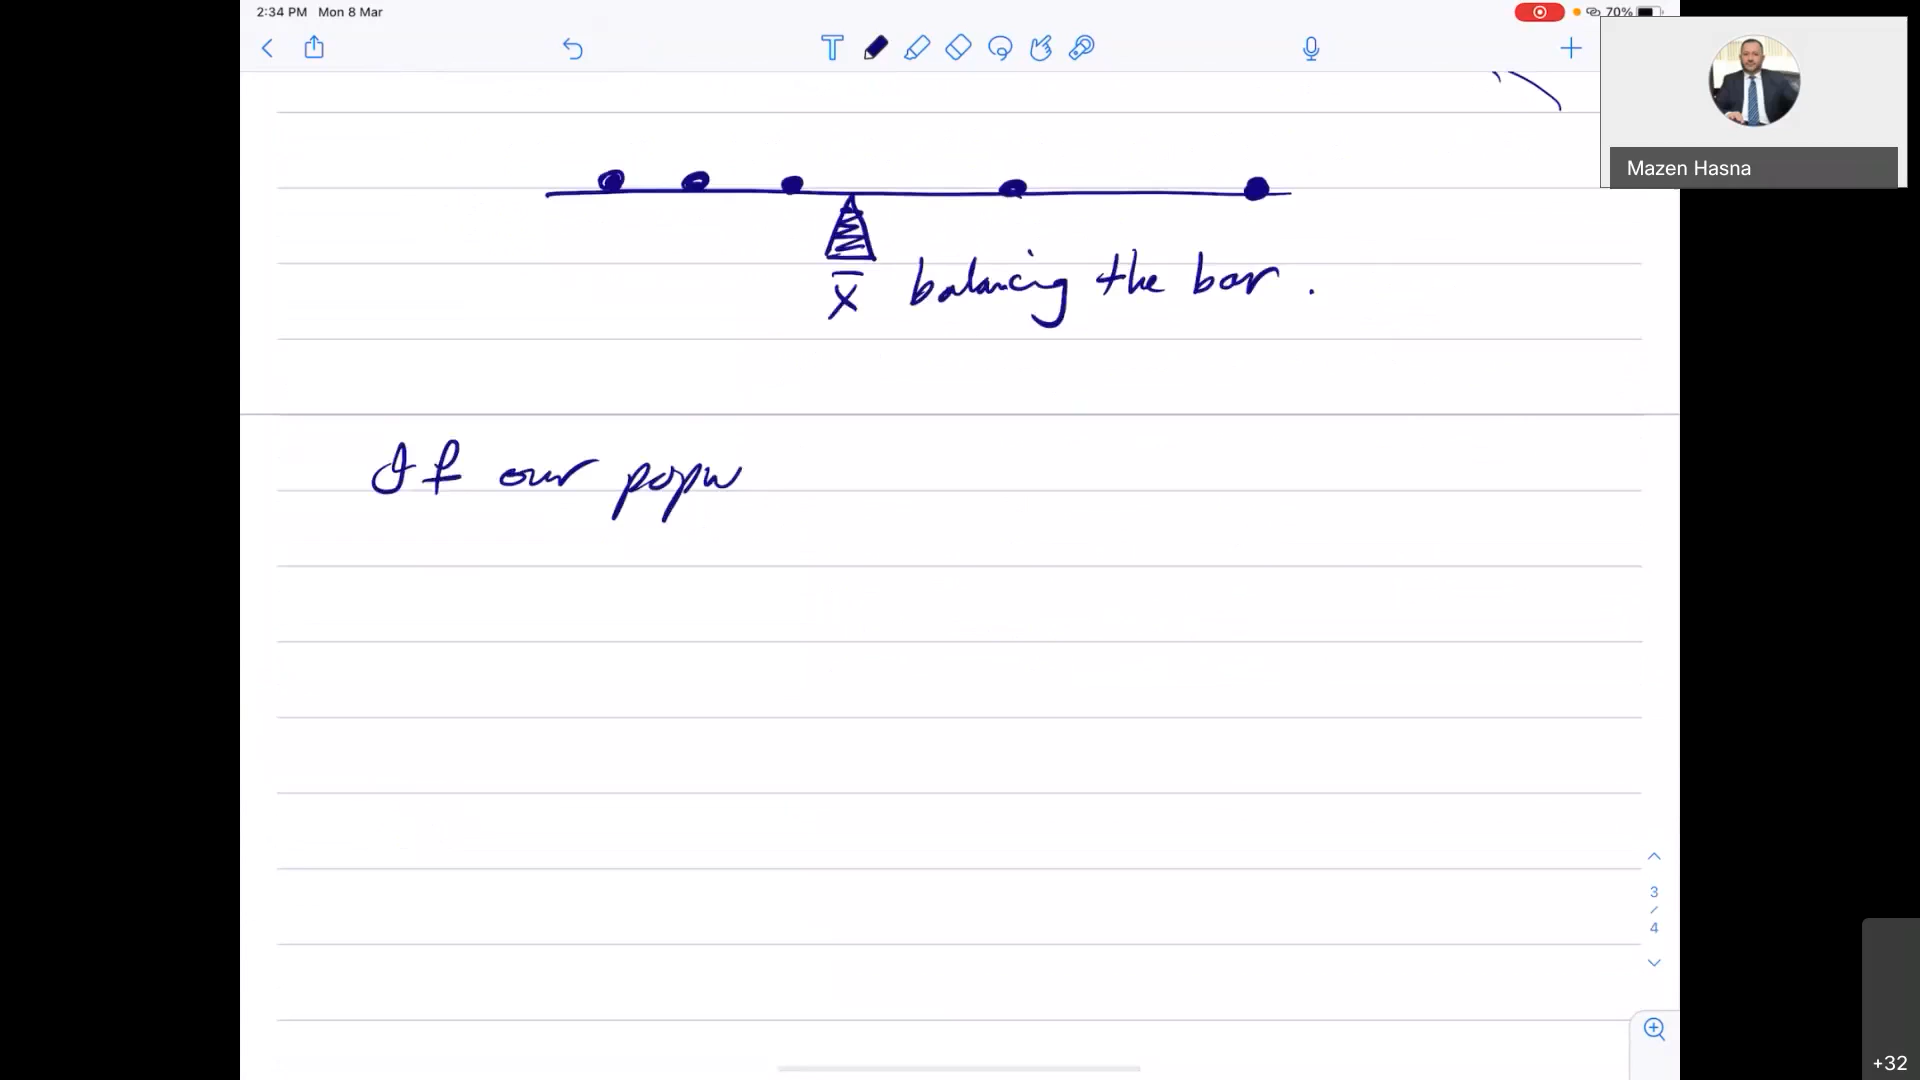 2:34 PM Mon 8 Mar
70%
Mazen Hasna
X̄ balancing the bar.
If our popu
3
/
4
+32